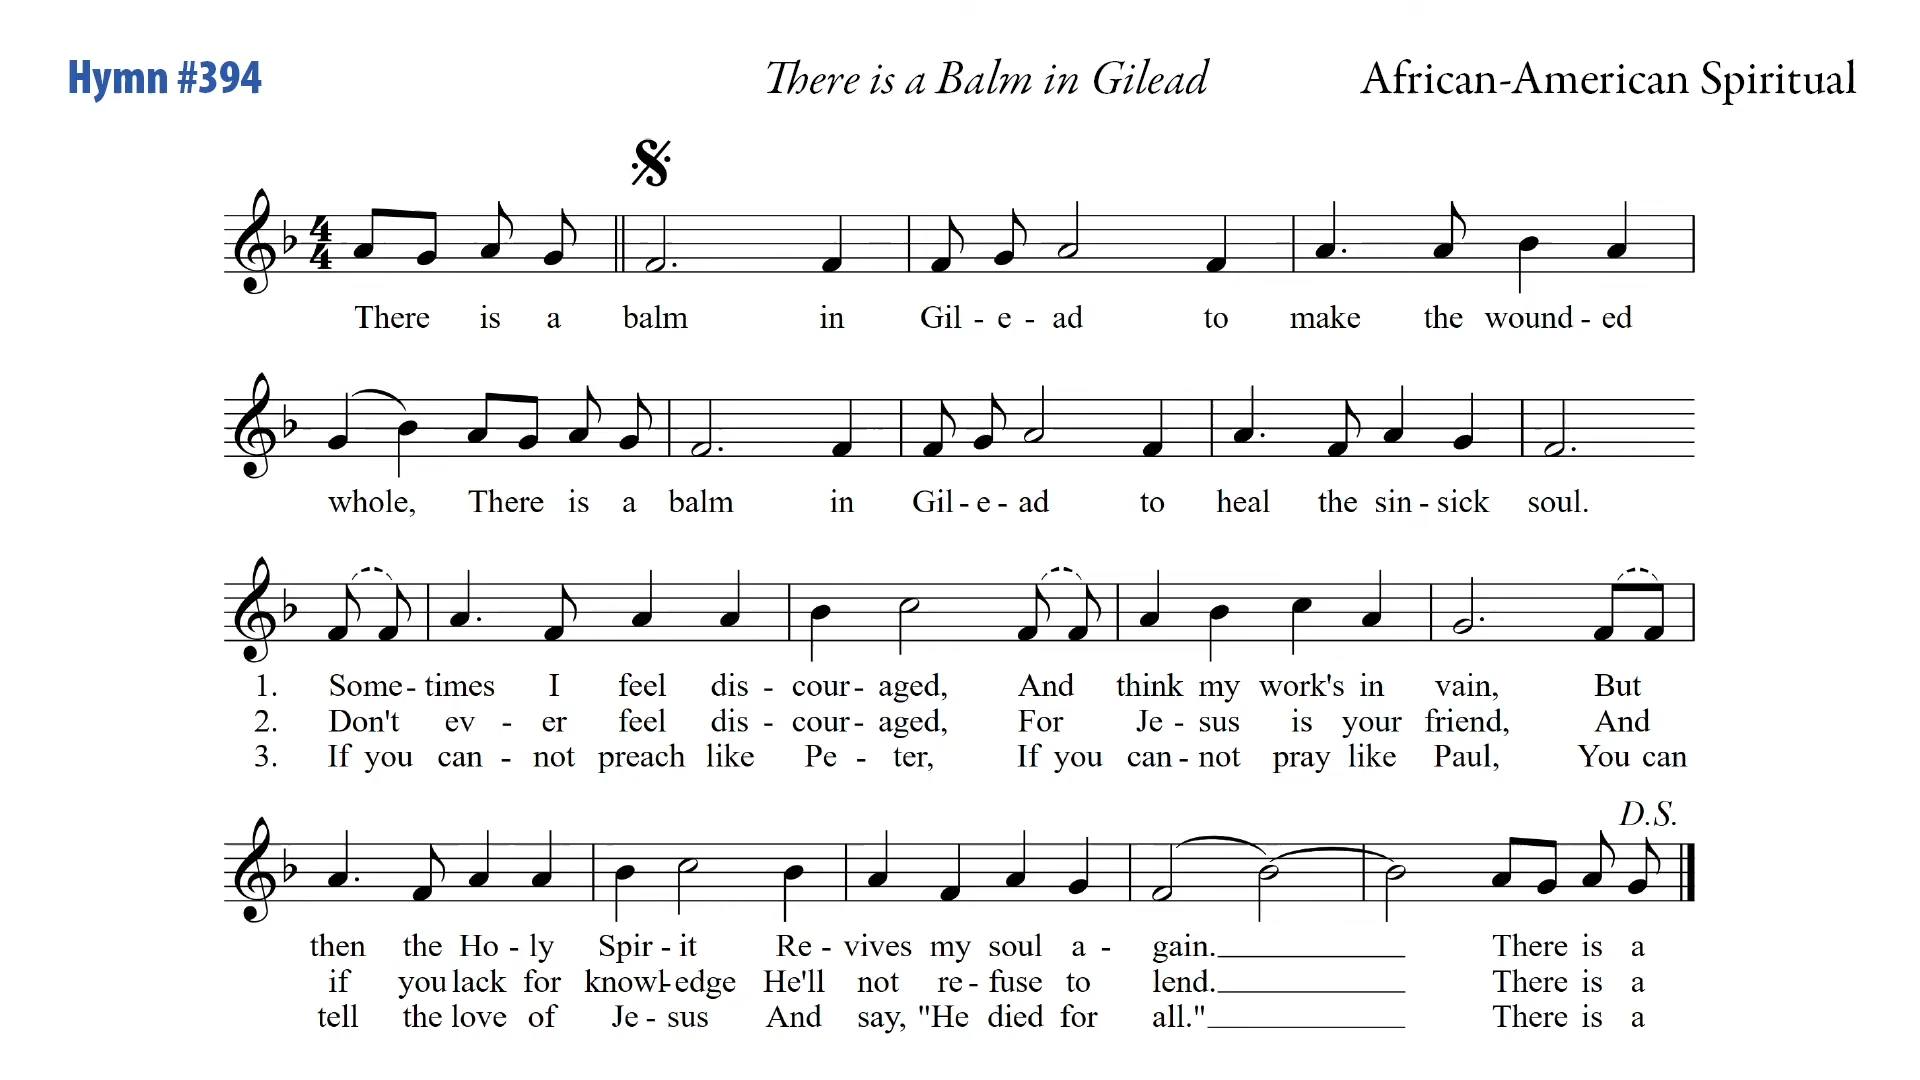 Hymn #394 There is a Balm in Gilead African-American Spiritual
There is a balm in Gil - e - ad to make the wound - ed
whole, There is a balm in Gil - e - ad to heal the sin - sick soul.
1. Some - times I feel dis - cour - aged, And think my work's in vain, But
2. Don't ev - er feel dis - cour - aged, For Je - sus is your friend, And
3. If you can - not preach like Pe - ter, If you can - not pray like Paul, You can
D.S.
then the Ho - ly Spir - it Re - vives my soul a - gain. There is a
if you lack for knowl - edge He'll not re - fuse to lend. There is a
tell the love of Je - sus And say, "He died for all." There is a